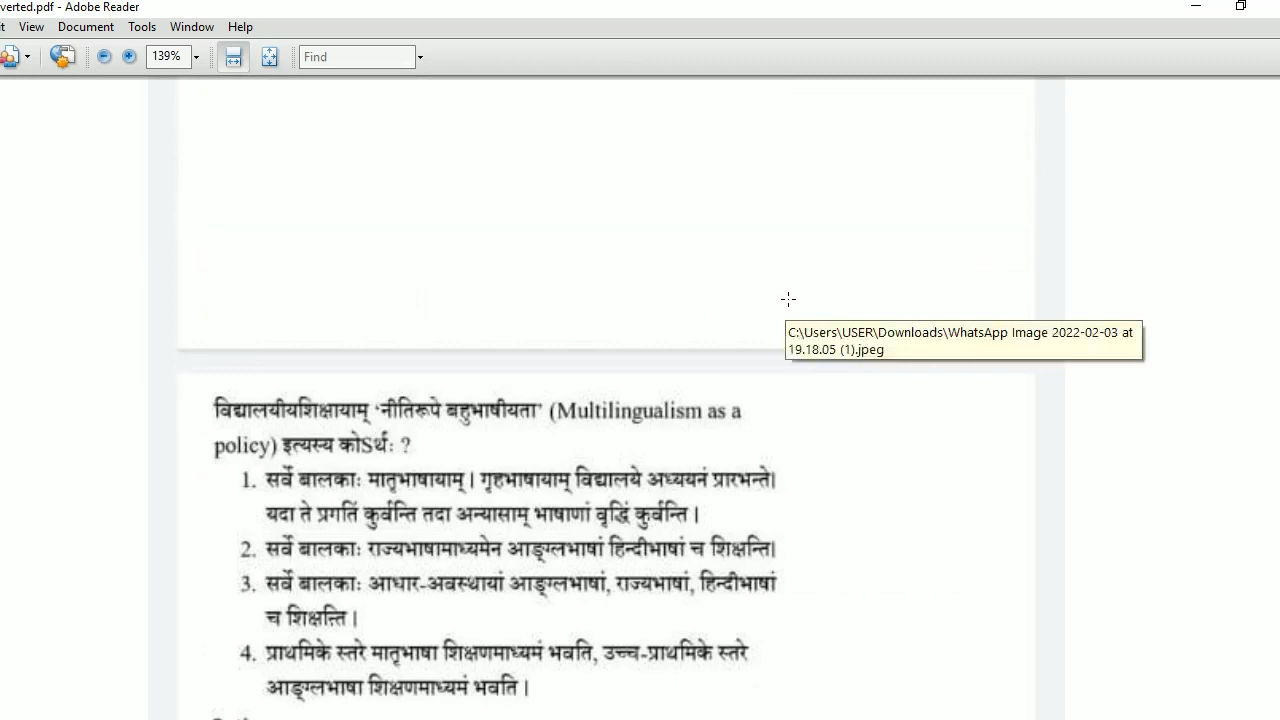 verted.pdf - Adobe Reader
it View Document Tools Window Help
139% Find
C:\Users\USER\Downloads\WhatsApp Image 2022-02-03 at
19.18.05 (1).jpeg
विद्यालयीयशिक्षायाम् 'नीतिरूपे बहुभाषीयता' (Multilingualism as a
policy) इत्यस्य कोSर्थः ?
1. सर्वे बालकाः मातृभाषायाम् | गृहभाषायाम् विद्यालये अध्ययनं प्रारभन्ते|
यदा ते प्रगतिं कुर्वन्ति तदा अन्यासाम् भाषाणां वृद्धिं कुर्वन्ति |
2. सर्वे बालकाः राज्यभाषामाध्यमेन आङ्ग्लभाषां हिन्दीभाषां च शिक्षन्ति|
3. सर्वे बालकाः आधार-अवस्थायां आङ्ग्लभाषां, राज्यभाषां, हिन्दीभाषां
च शिक्षन्ति |
4. प्राथमिके स्तरे मातृभाषा शिक्षणमाध्यमं भवति, उच्च-प्राथमिके स्तरे
आङ्ग्लभाषा शिक्षणमाध्यमं भवति |